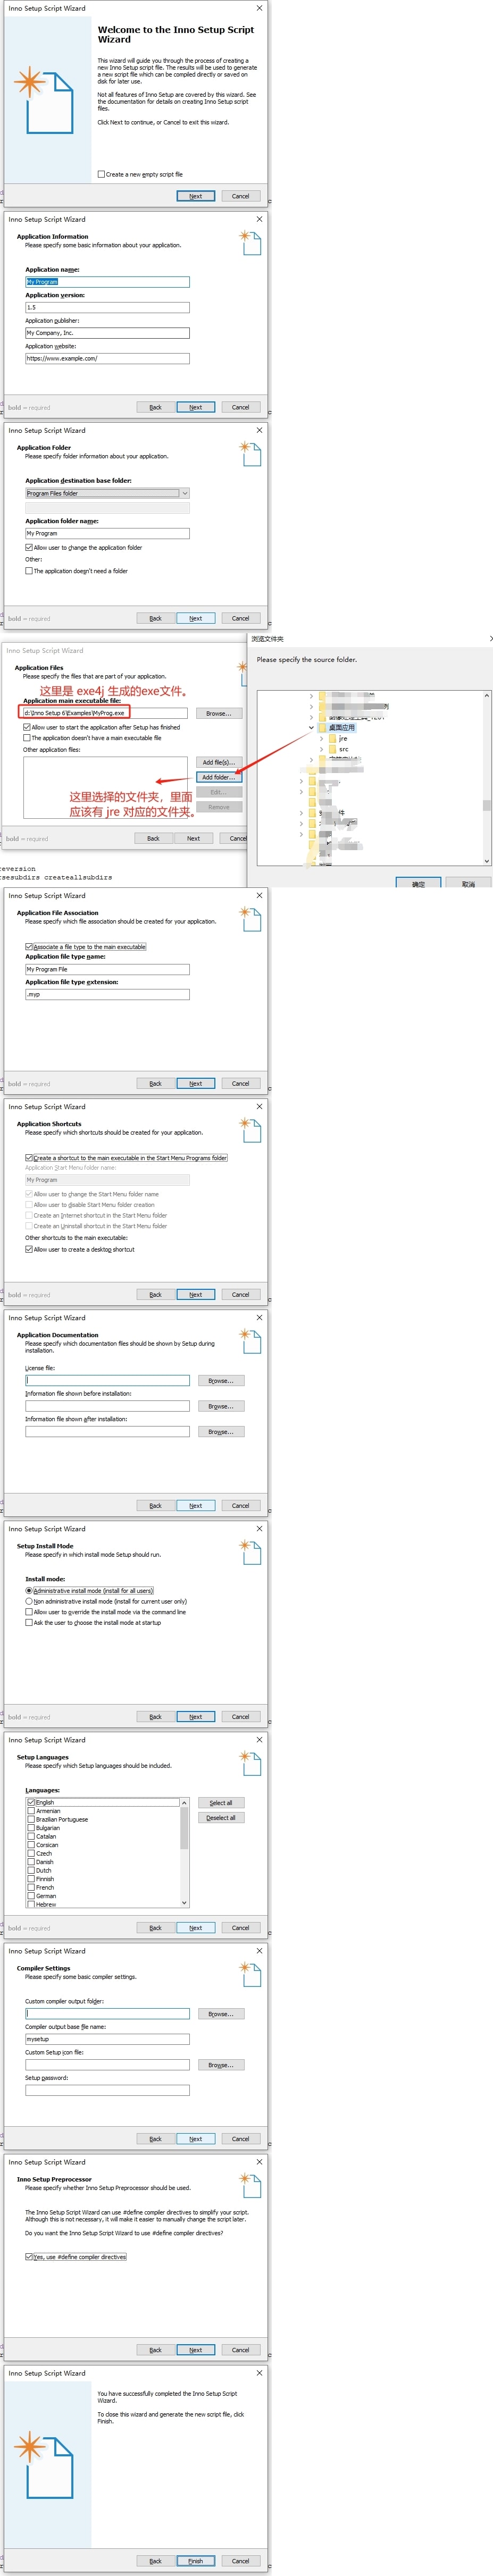 Inno Setup Script Wizard
Welcome to the Inno Setup Script
Wizard
This wizard will guide you through the process of creating a
new Inno Setup script file. The results will be used to generate
a new script file which can be compiled directly or saved on
disk for later use.
Not all features of Inno Setup are covered by this wizard. See
the documentation for details on creating Inno Setup script
files.
Click Next to continue, or Cancel to exit this wizard.
Create a new empty script file
Next
Cancel
Inno Setup Script Wizard
Application Information
Please specify some basic information about your application.
Application name:
My Program
Application version:
1.5
Application publisher:
My Company, Inc.
Application website:
https://www.example.com/
bold = required
Back
Next
Cancel
Inno Setup Script Wizard
Application Folder
Please specify folder information about your application.
Application destination base folder:
Program Files folder
Application folder name:
My Program
Allow user to change the application folder
Other:
The application doesn't need a folder
bold = required
Back
Next
Cancel
Inno Setup Script Wizard
Application Files
Please specify the files that are part of your application.
这里是 exe4j 生成的exe文件。
Application main executable file:
d:\Inno Setup 6\Examples\MyProg.exe
Browse...
Allow user to start the application after Setup has finished
The application doesn't have a main executable file
Other application files:
Add file(s)...
Add folder...
Edit...
Remove
这里选择的文件夹，里面
应该有 jre 对应的文件夹。
bold = required
Back
Next
Cancel
浏览文件夹
Please specify the source folder.
桌面应用
jre
src
确定
取消
reversion
rsesubdirs createallsubdirs
Inno Setup Script Wizard
Application File Association
Please specify which file association should be created for your application.
Associate a file type to the main executable
Application file type name:
My Program File
Application file type extension:
.myp
bold = required
Back
Next
Cancel
Inno Setup Script Wizard
Application Shortcuts
Please specify which shortcuts should be created for your application.
Create a shortcut to the main executable in the Start Menu Programs folder
Application Start Menu folder name:
My Program
Allow user to change the Start Menu folder name
Allow user to disable Start Menu folder creation
Create an Internet shortcut in the Start Menu folder
Create an Uninstall shortcut in the Start Menu folder
Other shortcuts to the main executable:
Allow user to create a desktop shortcut
bold = required
Back
Next
Cancel
Inno Setup Script Wizard
Application Documentation
Please specify which documentation files should be shown by Setup during
installation.
License file:
Browse...
Information file shown before installation:
Browse...
Information file shown after installation:
Browse...
bold = required
Back
Next
Cancel
Inno Setup Script Wizard
Setup Install Mode
Please specify in which install mode Setup should run.
Install mode:
Administrative install mode (install for all users)
Non administrative install mode (install for current user only)
Allow user to override the install mode via the command line
Ask the user to choose the install mode at startup
bold = required
Back
Next
Cancel
Inno Setup Script Wizard
Setup Languages
Please specify which Setup languages should be included.
Languages:
English
Armenian
Brazilian Portuguese
Bulgarian
Catalan
Corsican
Czech
Danish
Dutch
Finnish
French
German
Hebrew
Select all
Deselect all
bold = required
Back
Next
Cancel
Inno Setup Script Wizard
Compiler Settings
Please specify some basic compiler settings.
Custom compiler output folder:
Browse...
Compiler output base file name:
mysetup
Custom Setup icon file:
Browse...
Setup password:
Back
Next
Cancel
Inno Setup Script Wizard
Inno Setup Preprocessor
Please specify whether Inno Setup Preprocessor should be used.
The Inno Setup Script Wizard can use #define compiler directives to simplify your script.
Although this is not necessary, it will make it easier to manually change the script later.
Do you want the Inno Setup Script Wizard to use #define compiler directives?
Yes, use #define compiler directives
Back
Next
Cancel
Inno Setup Script Wizard
You have successfully completed the Inno Setup Script
Wizard.
To close this wizard and generate the new script file, click
Finish.
Back
Finish
Cancel